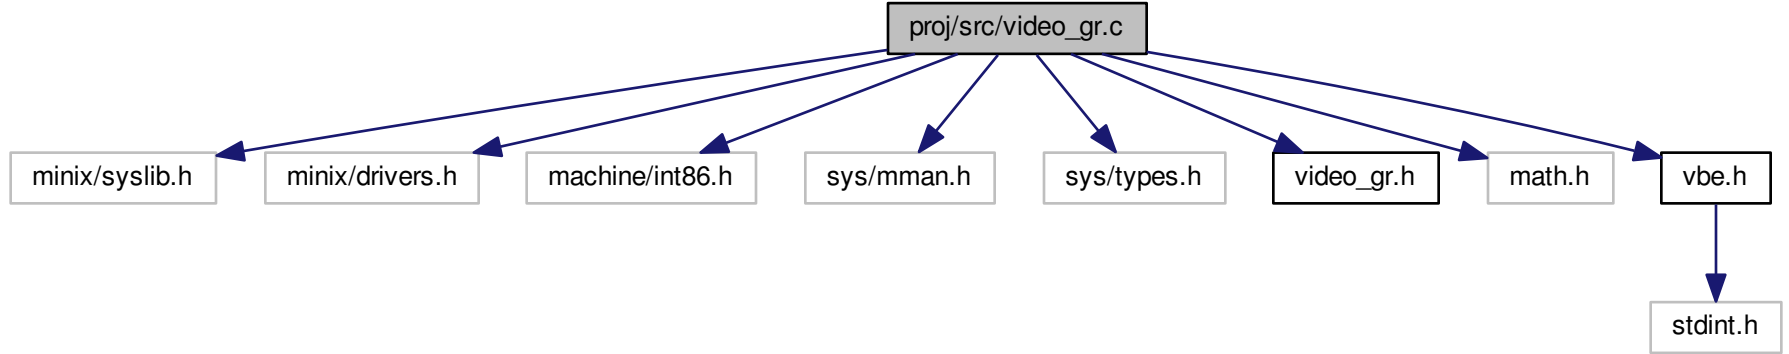 proj/src/video_gr.c
minix/syslib.h
minix/drivers.h
machine/int86.h
sys/mman.h
sys/types.h
video_gr.h
math.h
vbe.h
stdint.h